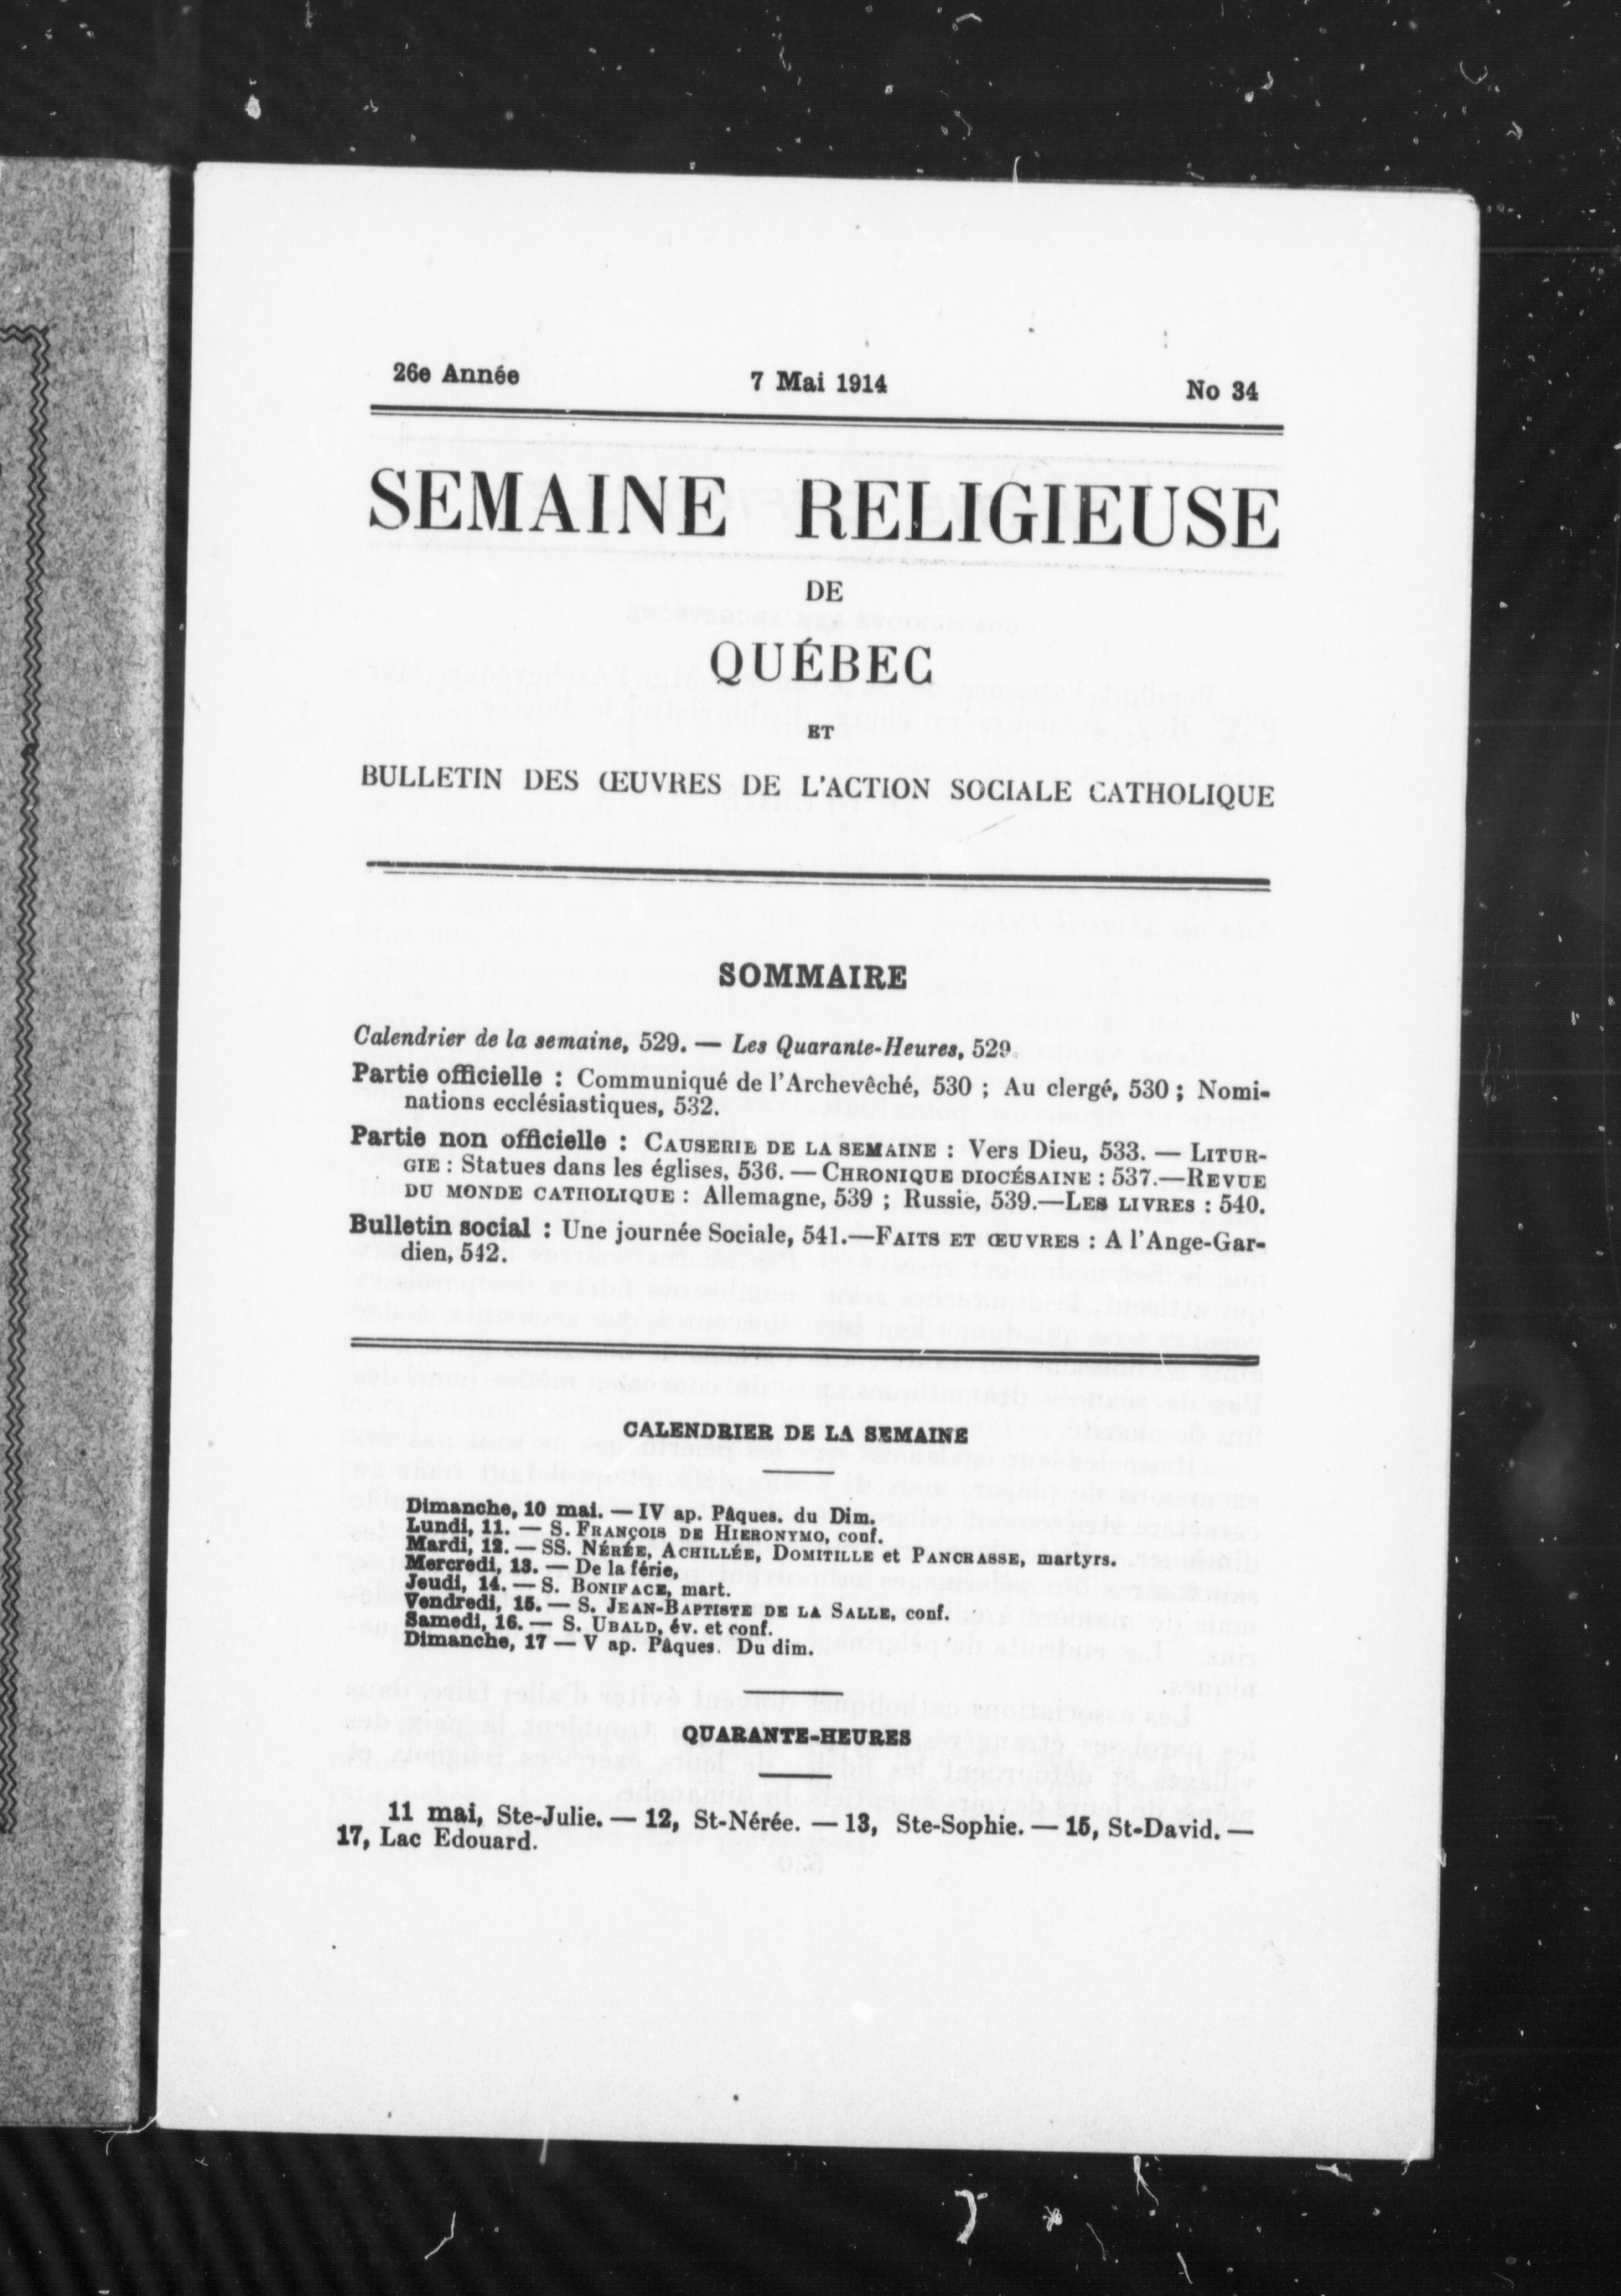 26e Année 7 Mai 1914 No 34
SEMAINE RELIGIEUSE
DE
QUÉBEC
ET
BULLETIN DES ŒUVRES DE L'ACTION SOCIALE CATHOLIQUE
SOMMAIRE
Calendrier de la semaine, 529. — Les Quarante-Heures, 529.
Partie officielle : Communiqué de l'Archevêché, 530 ; Au clergé, 530 ; Nomi-
nations ecclésiastiques, 532.
Partie non officielle : CAUSERIE DE LA SEMAINE : Vers Dieu, 533. — LITUR-
GIE : Statues dans les églises, 536. — CHRONIQUE DIOCÉSAINE : 537.—REVUE
DU MONDE CATHOLIQUE : Allemagne, 539 ; Russie, 539.—LES LIVRES : 540.
Bulletin social : Une journée Sociale, 541.—FAITS ET ŒUVRES : A l'Ange-Gar-
dien, 542.
CALENDRIER DE LA SEMAINE
Dimanche, 10 mai. — IV ap. Pâques. du Dim.
Lundi, 11. — S. FRANÇOIS DE HIERONYMO, conf.
Mardi, 12. — SS. NÉRÉE, ACHILLÉE, DOMITILLE et PANCRASSE, martyrs.
Mercredi, 13. — De la férie,
Jeudi, 14. — S. BONIFACE, mart.
Vendredi, 15. — S. JEAN-BAPTISTE DE LA SALLE, conf.
Samedi, 16. — S. UBALD, év. et conf.
Dimanche, 17 — V ap. Pâques. Du dim.
QUARANTE-HEURES
11 mai, Ste-Julie. — 12, St-Nérée. — 13, Ste-Sophie. — 15, St-David. —
17, Lac Edouard.